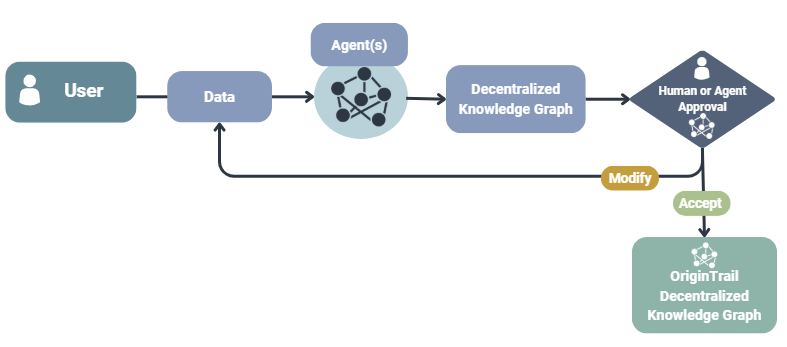 User
Data
Agent(s)
Decentralized
Knowledge Graph
Human or Agent
Approval
Modify
Accept
OriginTrail
Decentralized
Knowledge Graph